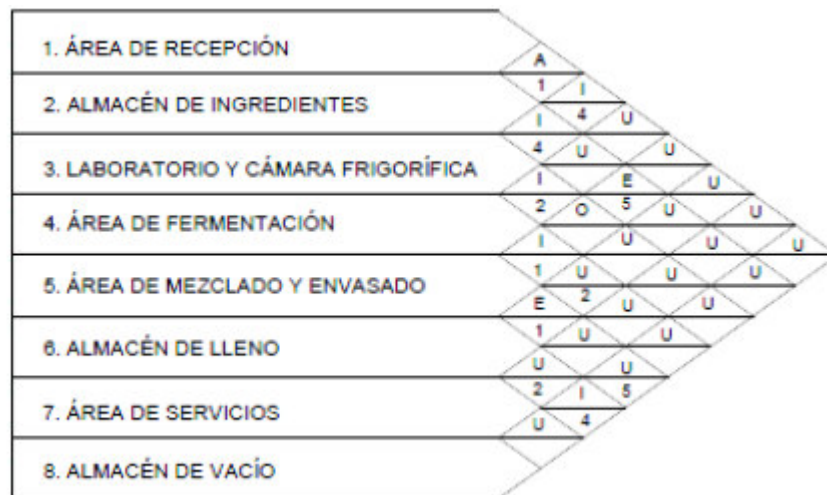 1. ÁREA DE RECEPCIÓN
A
1 I
2. ALMACÉN DE INGREDIENTES
I 4 U
4 U U
3. LABORATORIO Y CÁMARA FRIGORÍFICA
I E U
2 O 5 U U
4. ÁREA DE FERMENTACIÓN
I U U U
1 U U U
5. ÁREA DE MEZCLADO Y ENVASADO
E 2 U U
1 U U
6. ALMACÉN DE LLENO
U U
2 I 5
7. ÁREA DE SERVICIOS
U 4
8. ALMACÉN DE VACÍO